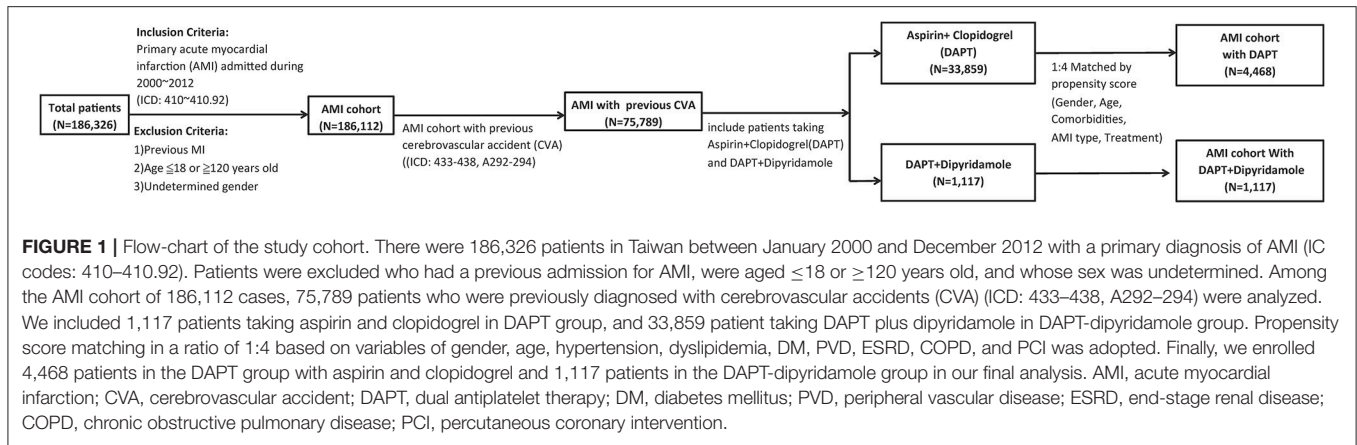 Inclusion Criteria:
Primary acute myocardial
infarction (AMI) admitted during
2000~2012
(ICD: 410~410.92)
Total patients
(N=186,326)
Exclusion Criteria:
1)Previous MI
2)Age ≦18 or ≧120 years old
3)Undetermined gender
AMI cohort
(N=186,112)
AMI cohort with previous
cerebrovascular accident (CVA)
((ICD: 433-438, A292-294)
AMI with previous CVA
(N=75,789)
include patients taking
Aspirin+Clopidogrel(DAPT)
and DAPT+Dipyridamole
Aspirin+ Clopidogrel
(DAPT)
(N=33,859)
DAPT+Dipyridamole
(N=1,117)
1:4 Matched by
propensity score
(Gender, Age,
Comorbidities,
AMI type, Treatment)
AMI cohort
with DAPT
(N=4,468)
AMI cohort With
DAPT+Dipyridamole
(N=1,117)
FIGURE 1 | Flow-chart of the study cohort. There were 186,326 patients in Taiwan between January 2000 and December 2012 with a primary diagnosis of AMI (IC
codes: 410–410.92). Patients were excluded who had a previous admission for AMI, were aged ≤18 or ≥120 years old, and whose sex was undetermined. Among
the AMI cohort of 186,112 cases, 75,789 patients who were previously diagnosed with cerebrovascular accidents (CVA) (ICD: 433–438, A292–294) were analyzed.
We included 1,117 patients taking aspirin and clopidogrel in DAPT group, and 33,859 patient taking DAPT plus dipyridamole in DAPT-dipyridamole group. Propensity
score matching in a ratio of 1:4 based on variables of gender, age, hypertension, dyslipidemia, DM, PVD, ESRD, COPD, and PCI was adopted. Finally, we enrolled
4,468 patients in the DAPT group with aspirin and clopidogrel and 1,117 patients in the DAPT-dipyridamole group in our final analysis. AMI, acute myocardial
infarction; CVA, cerebrovascular accident; DAPT, dual antiplatelet therapy; DM, diabetes mellitus; PVD, peripheral vascular disease; ESRD, end-stage renal disease;
COPD, chronic obstructive pulmonary disease; PCI, percutaneous coronary intervention.